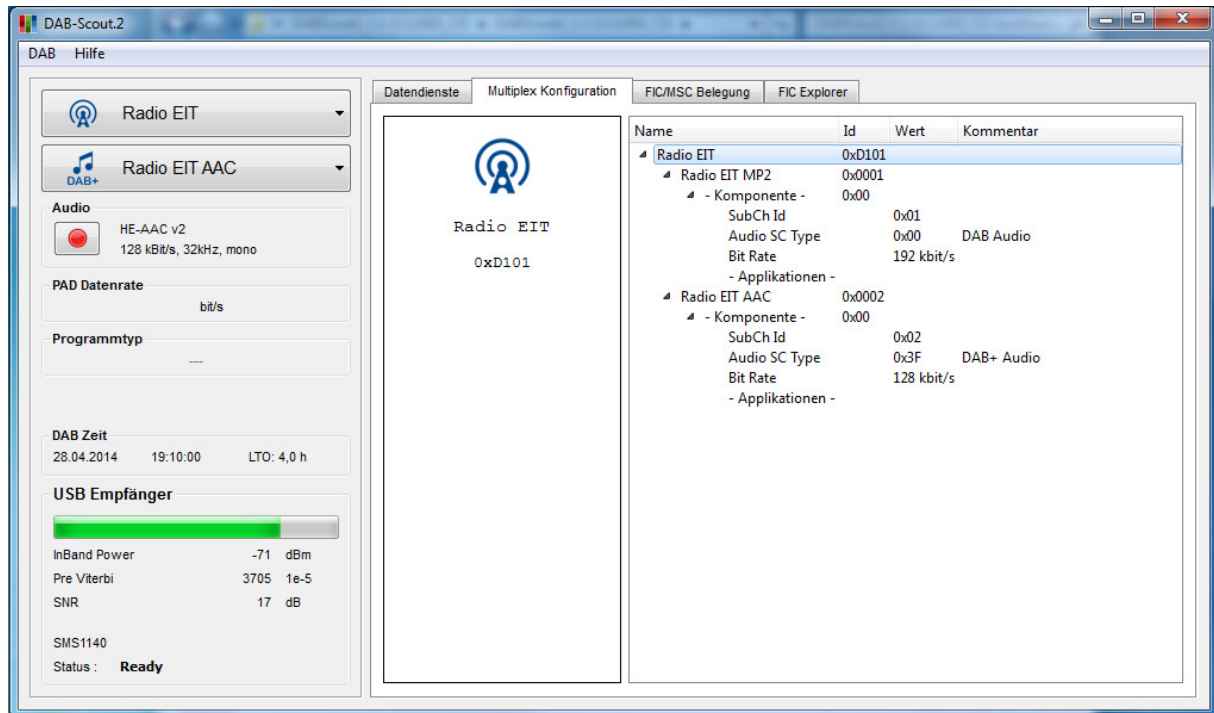 DAB-Scout.2
DAB Hilfe
Radio EIT
DAB+ Radio EIT AAC
Audio
HE-AAC v2
128 kBit/s, 32kHz, mono
PAD Datenrate
bit/s
Programmtyp
---
DAB Zeit
28.04.2014 19:10:00 LTO: 4,0 h
USB Empfänger
InBand Power -71 dBm
Pre Viterbi 3705 1e-5
SNR 17 dB
SMS1140
Status : Ready
Datendienste Multiplex Konfiguration FIC/MSC Belegung FIC Explorer
Radio EIT
0xD101
Name Id Wert Kommentar
Radio EIT 0xD101
Radio EIT MP2 0x0001
- Komponente - 0x00
SubCh Id 0x01
Audio SC Type 0x00 DAB Audio
Bit Rate 192 kbit/s
- Applikationen -
Radio EIT AAC 0x0002
- Komponente - 0x00
SubCh Id 0x02
Audio SC Type 0x3F DAB+ Audio
Bit Rate 128 kbit/s
- Applikationen -